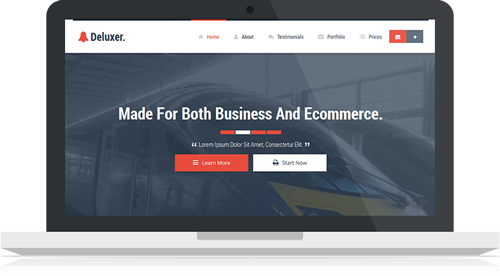 Deluxer.
Home About Testimonials Portfolio Prices
Made For Both Business And Ecommerce.
“ Lorem Ipsum Dolor Sit Amet, Consectetur Elit. ”
Learn More Start Now